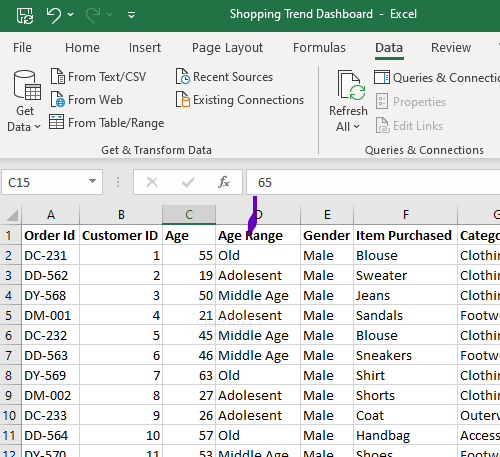 Shopping Trend Dashboard - Excel
File Home Insert Page Layout Formulas Data Review
From Text/CSV Recent Sources Queries & Connectio
Get Data From Web Existing Connections Refresh All Properties
From Table/Range Edit Links
Get & Transform Data Queries & Connections
C15 fx 65
A B C D E F G
1 Order Id Customer ID Age Age Range Gender Item Purchased Catego
2 DC-231 1 55 Old Male Blouse Clothin
3 DD-562 2 19 Adolesent Male Sweater Clothin
4 DY-568 3 50 Middle Age Male Jeans Clothin
5 DM-001 4 21 Adolesent Male Sandals Footw
6 DC-232 5 45 Middle Age Male Blouse Clothin
7 DD-563 6 46 Middle Age Male Sneakers Footw
8 DY-569 7 63 Old Male Shirt Clothin
9 DM-002 8 27 Adolesent Male Shorts Clothin
10 DC-233 9 26 Adolesent Male Coat Outerv
11 DD-564 10 57 Old Male Handbag Access
12 DY-570 11 53 Middle Age Male Shoes Footw